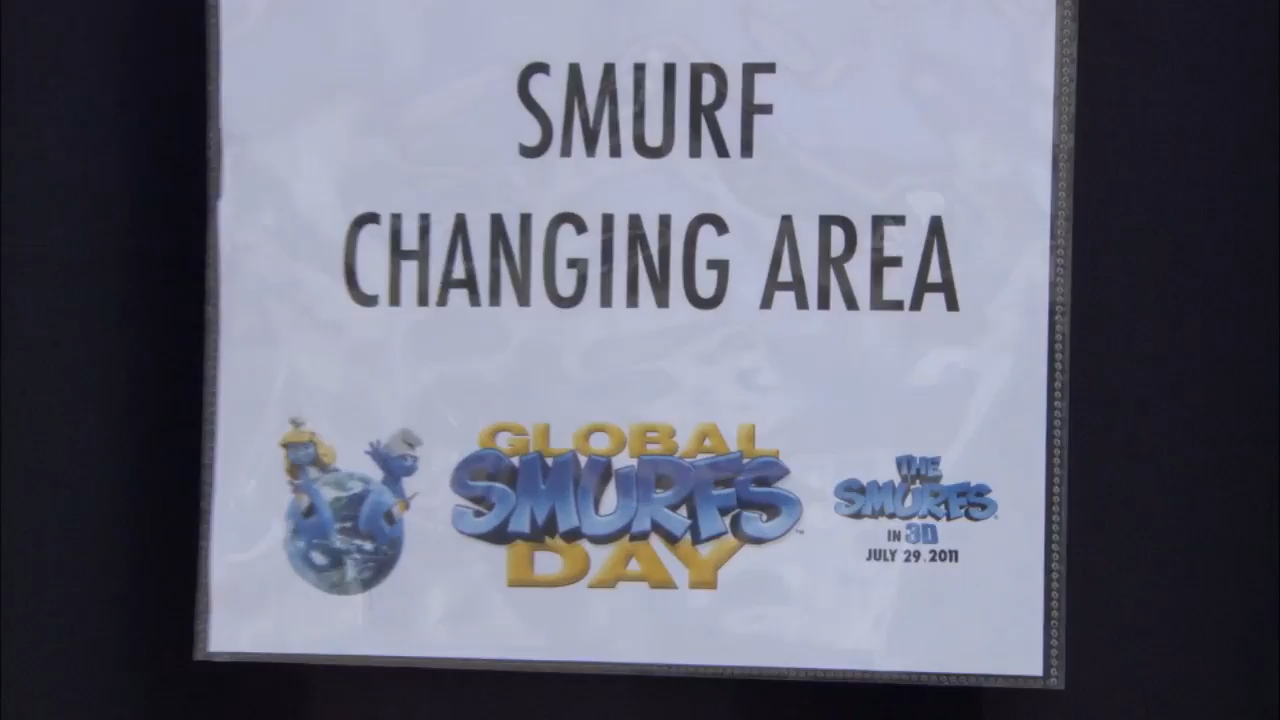 SMURF
CHANGING AREA
GLOBAL
SMURFS
DAY
THE
SMURFS
IN 3D
JULY 29.2011